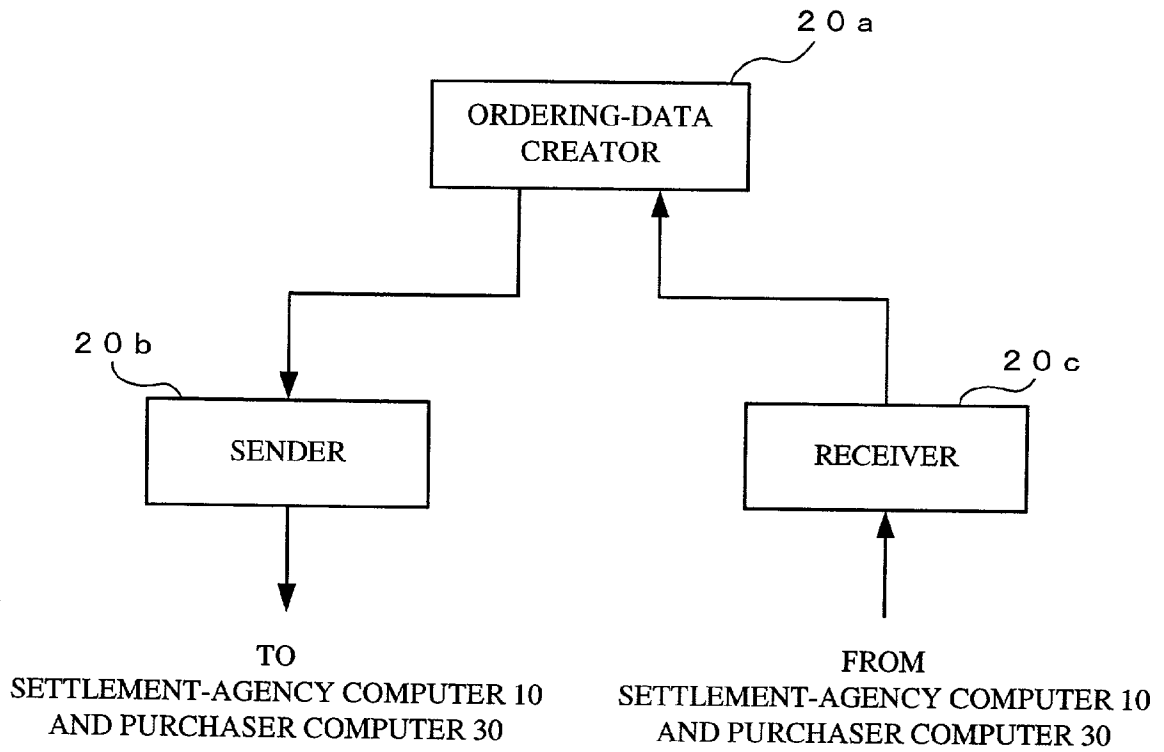 20a
ORDERING-DATA
CREATOR
20b
SENDER
20c
RECEIVER
TO
SETTLEMENT-AGENCY COMPUTER 10
AND PURCHASER COMPUTER 30
FROM
SETTLEMENT-AGENCY COMPUTER 10
AND PURCHASER COMPUTER 30